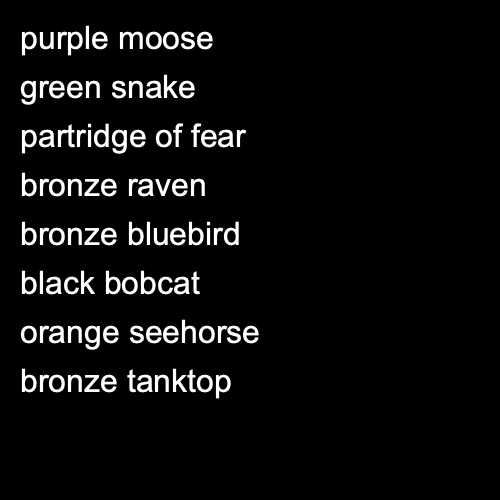 purple moose
green snake
partridge of fear
bronze raven
bronze bluebird
black bobcat
orange seehorse
bronze tanktop